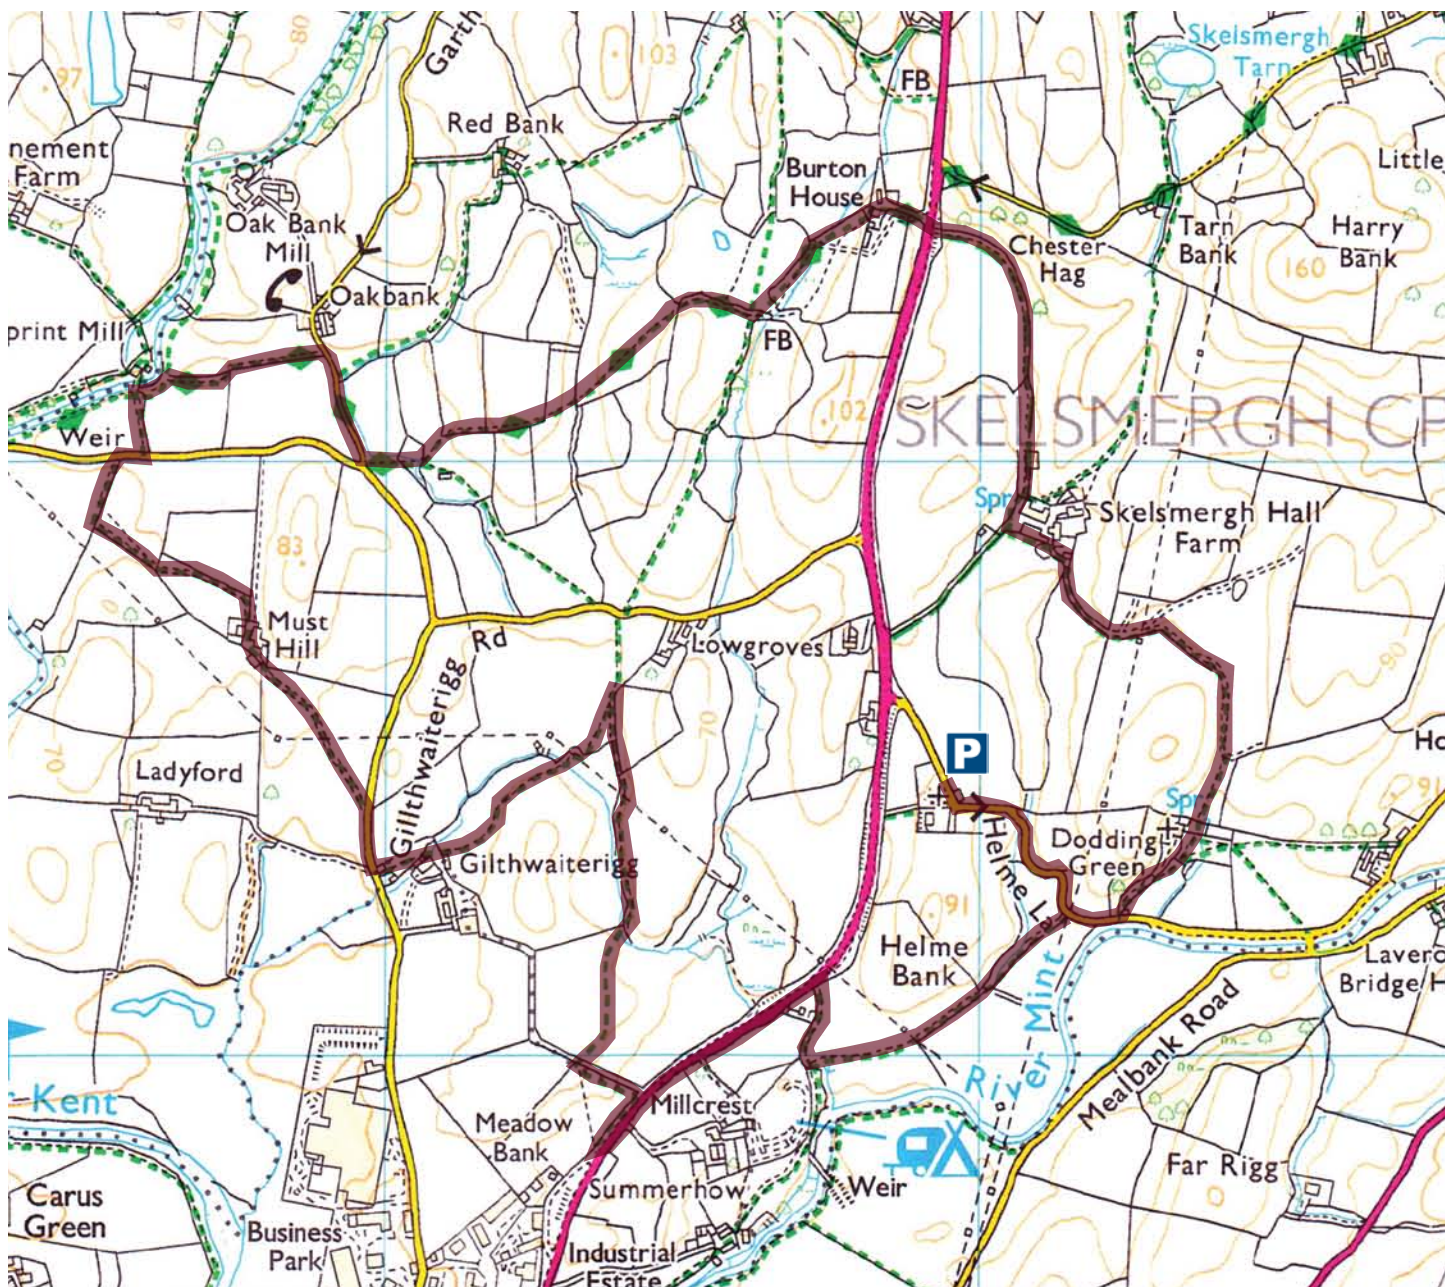 Garth
80
103
97
FB
Skelsmergh
Tarn
Red Bank
nement
Farm
Burton
House
Little
Oak Bank
Mill
Chester
Hag
Tarn
Bank
Harry
Bank
160
Oakbank
print Mill
FB
102
SKELSMERGH CP
Weir
Spr
Skelsmergh Hall
Farm
83
Must
Hill
Rd
Lowgroves
90
70
70
P
Ho
Ladyford
Gilthwaiterigg
Spr
91
Helme L
Dodding
Green
Gilthwaiterigg
91
Helme
Bank
Laverc
Bridge H
River Mint
Mealbank Road
Kent
Meadow
Bank
Millcrest
Carus
Green
Summerhow
Weir
Far Rigg
Business
Park
Industrial
Estate